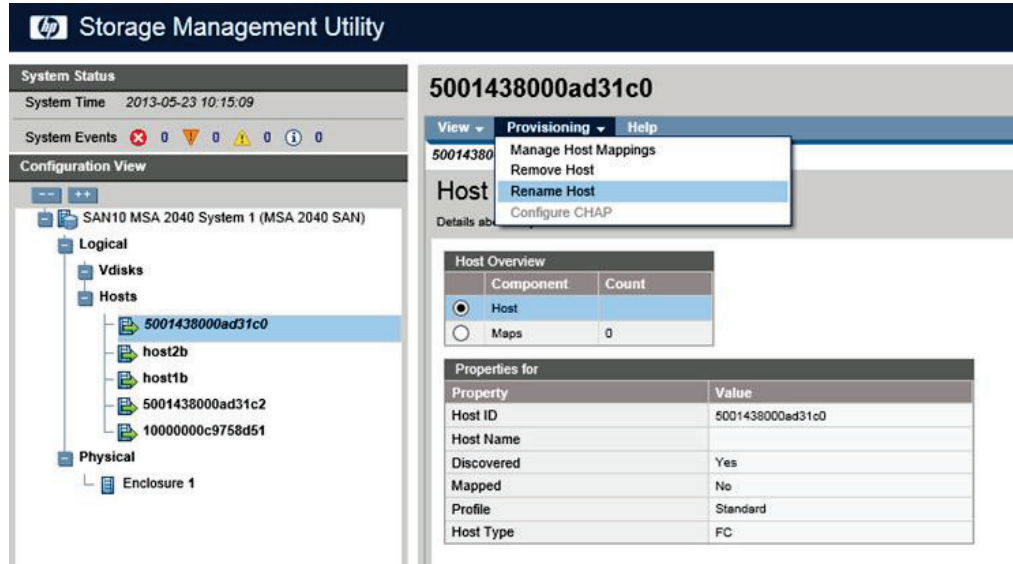 hp Storage Management Utility
System Status
System Time 2013-05-23 10:15:09
System Events 0 0 0 0
Configuration View
-- ++
SAN10 MSA 2040 System 1 (MSA 2040 SAN)
Logical
Vdisks
Hosts
5001438000ad31c0
host2b
host1b
5001438000ad31c2
10000000c9758d51
Physical
Enclosure 1
5001438000ad31c0
View Provisioning Help
50014380
Manage Host Mappings
Remove Host
Rename Host
Configure CHAP
Host
Details
Host Overview
Component Count
Host
Maps 0
Properties for
Property Value
Host ID 5001438000ad31c0
Host Name
Discovered Yes
Mapped No
Profile Standard
Host Type FC